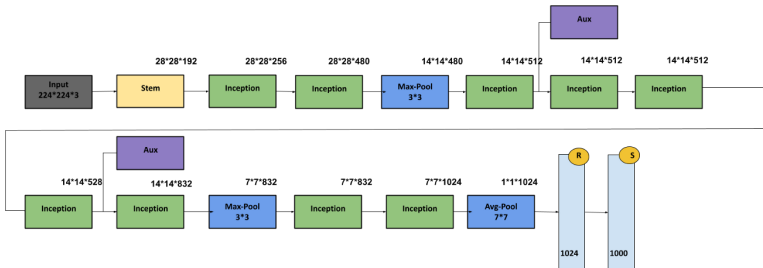 Aux
28*28*192
28*28*256
28*28*480
14*14*480
14*14*512
14*14*512
14*14*512
Input
224*224*3
Stem
Inception
Inception
Max-Pool
3*3
Inception
Inception
Inception
Aux
R
S
14*14*528
14*14*832
7*7*832
7*7*832
7*7*1024
1*1*1024
Inception
Inception
Max-Pool
3*3
Inception
Inception
Avg-Pool
7*7
1024
1000